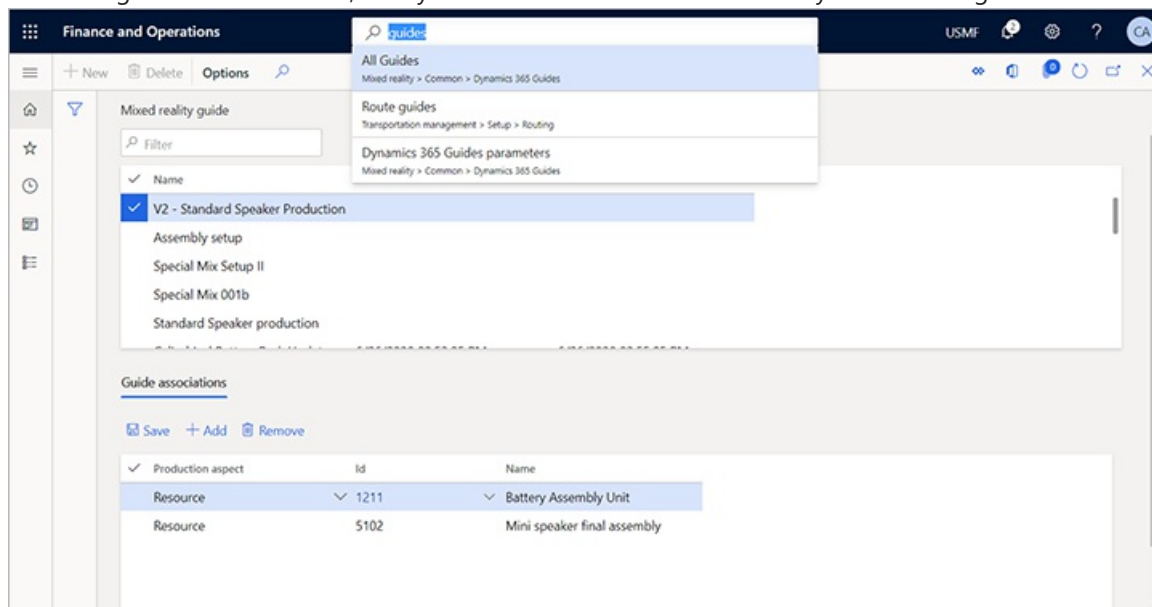 Finance and Operations
guides
USMF
2
?
CA
New
Delete
Options
0
All Guides
Mixed reality > Common > Dynamics 365 Guides
Route guides
Transportation management > Setup > Routing
Dynamics 365 Guides parameters
Mixed reality > Common > Dynamics 365 Guides
Mixed reality guide
Filter
Name
V2 - Standard Speaker Production
Assembly setup
Special Mix Setup II
Special Mix 001b
Standard Speaker production
Guide associations
Save Add Remove
Production aspect Id Name
Resource 1211 Battery Assembly Unit
Resource 5102 Mini speaker final assembly